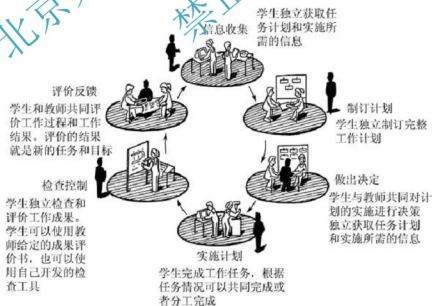 北京
禁止
信息收集
学生独立获取任
务计划和实施所
需的信息
制订计划
学生独立制订完整
工作计划
做出决定
学生与教师共同对计
划的实施进行决策
独立获取任务计划
和实施所需的信息
实施计划
学生完成工作任务，根据
任务情况可以共同完成或
者分工完成
检查控制
学生独立检查和
评价工作成果。
学生可以使用教
师给定的成果评
价书，也可以使
用自己开发的检
查工具
评价反馈
学生和教师共同评
价工作过程和工作
结果。评价的结果
就是新的任务和目标